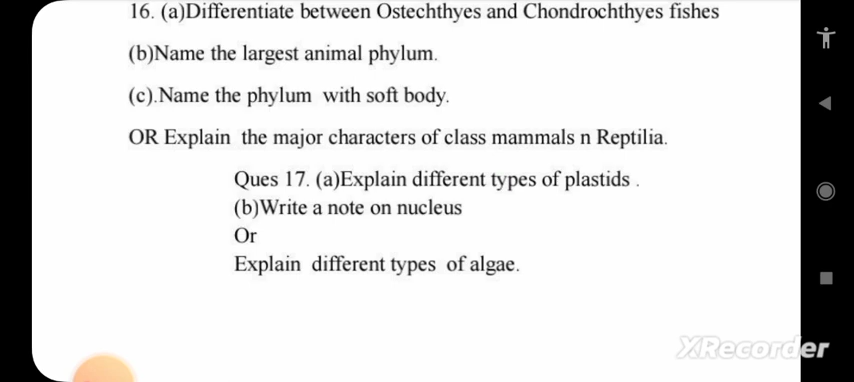 16. (a)Differentiate between Ostechthyes and Chondrochthyes fishes
(b)Name the largest animal phylum.
(c).Name the phylum with soft body.
OR Explain the major characters of class mammals n Reptilia.
Ques 17. (a)Explain different types of plastids .
(b)Write a note on nucleus
Or
Explain different types of algae.
XRecorder